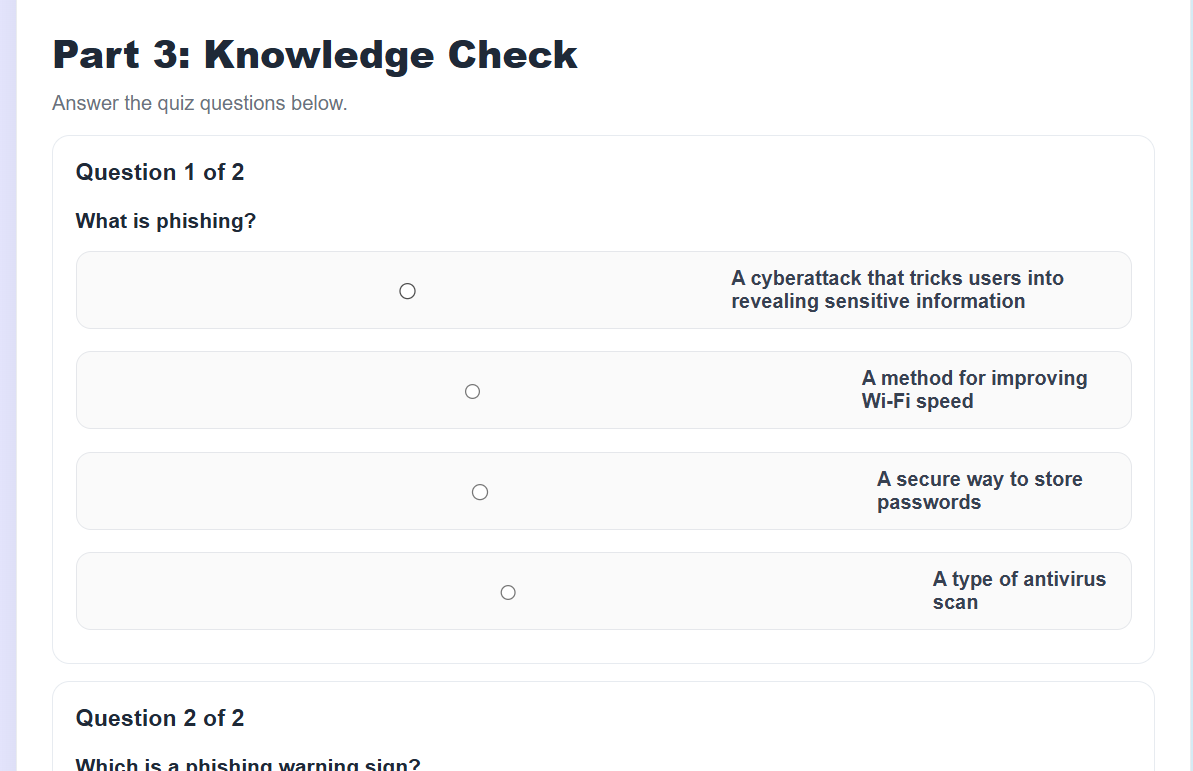 Part 3: Knowledge Check
Answer the quiz questions below.
Question 1 of 2
What is phishing?
A cyberattack that tricks users into
revealing sensitive information
A method for improving
Wi-Fi speed
A secure way to store
passwords
A type of antivirus
scan
Question 2 of 2
Which is a phishing warning sign?